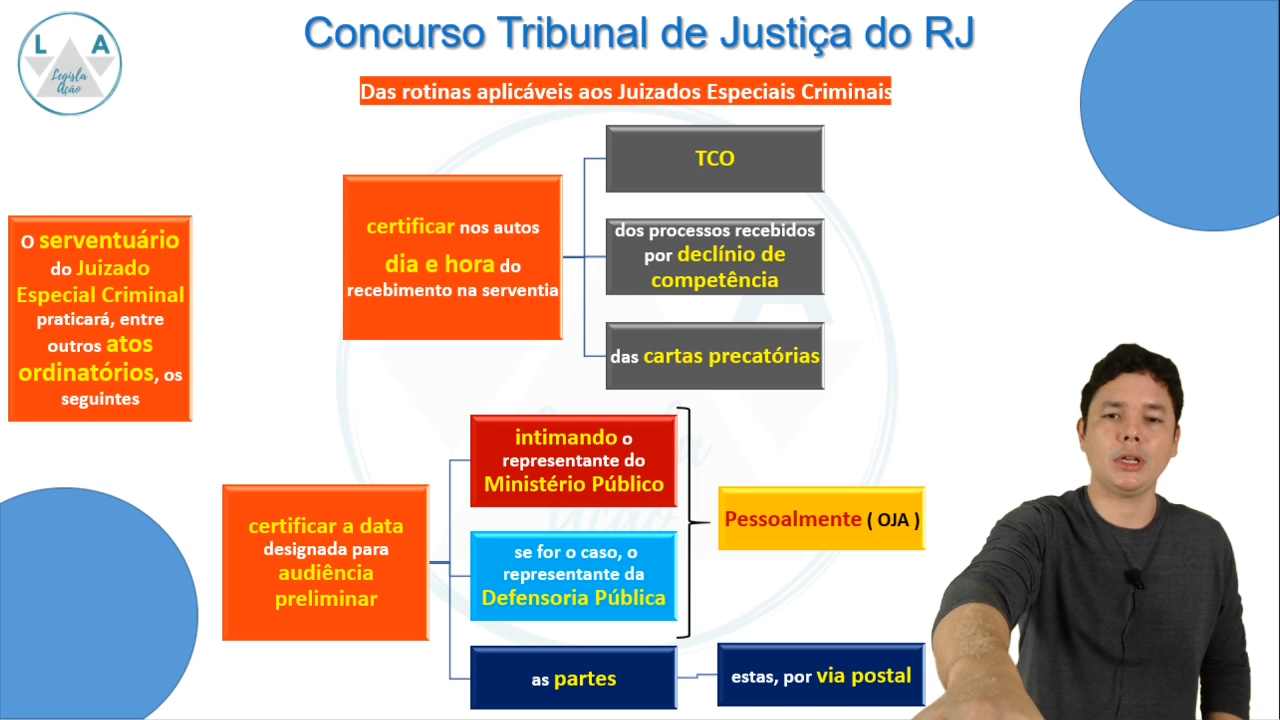 L A
Legisla
Ação
Concurso Tribunal de Justiça do RJ
Das rotinas aplicáveis aos Juizados Especiais Criminais
O serventuário
do Juizado
Especial Criminal
praticará, entre
outros atos
ordinatórios, os
seguintes
certificar nos autos
dia e hora do
recebimento na serventia
TCO
dos processos recebidos
por declínio de
competência
das cartas precatórias
certificar a data
designada para
audiência
preliminar
intimando o
representante do
Ministério Público
se for o caso, o
representante da
Defensoria Pública
Pessoalmente ( OJA )
as partes
estas, por via postal